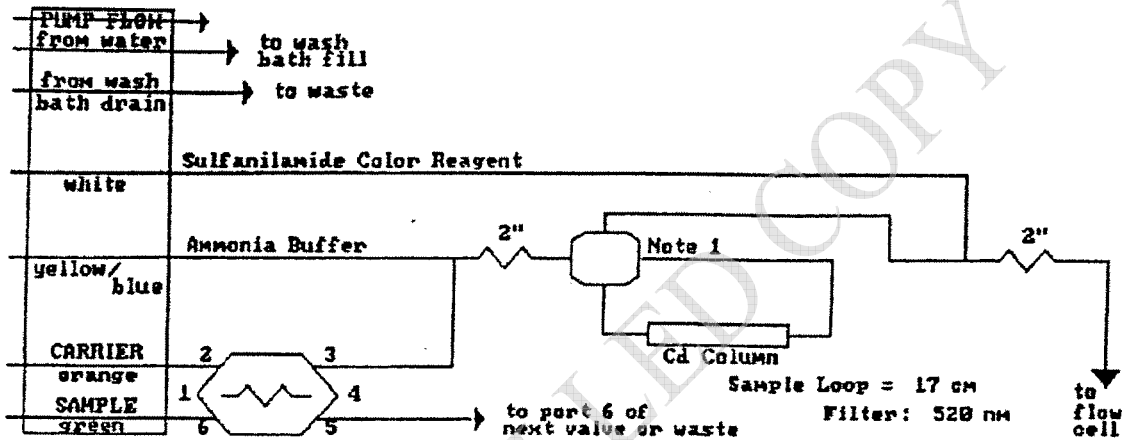 PUMP FLOW
from water
to wash
bath fill
from wash
bath drain
to waste
Sulfanilamide Color Reagent
white
Ammonia Buffer
2"
Note 1
2"
yellow/
blue
Cd Column
CARRIER
orange
2
3
1
4
SAMPLE
green
6
5
to port 6 of
next valve or waste
Sample Loop = 17 cm
Filter: 520 nm
to
flow
cell
LED COPY